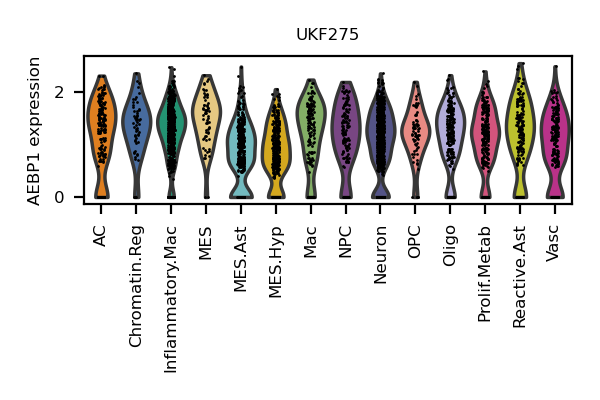 UKF275
AEBP1 expression
2
0
AC
Chromatin.Reg
Inflammatory.Mac
MES
MES.Ast
MES.Hyp
Mac
NPC
Neuron
OPC
Oligo
Prolif.Metab
Reactive.Ast
Vasc